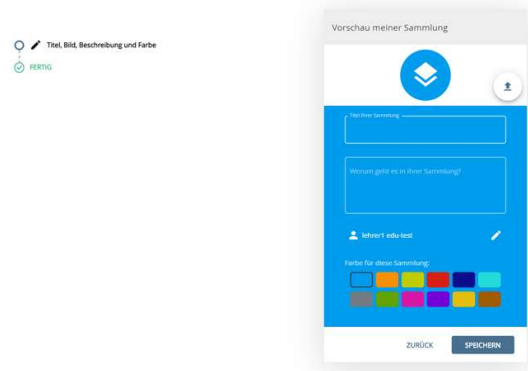 Vorschau meiner Sammlung
Titel, Bild, Beschreibung und Farbe
FERTIG
Titel Ihrer Sammlung
Worum geht es in Ihrer Sammlung?
lehrer1 edu-test
Farbe für diese Sammlung:
ZURÜCK
SPEICHERN